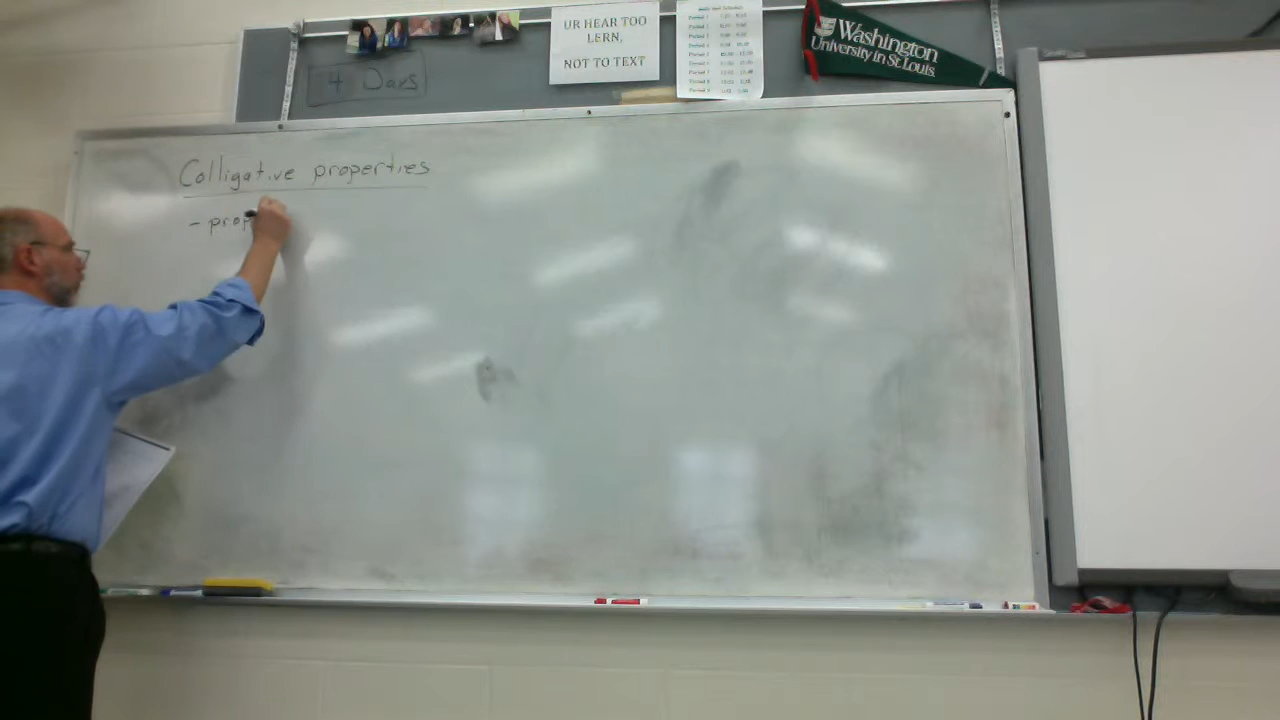 UR HEAR TOO
LERN,
NOT TO TEXT
Washington
University in St. Louis
4 Days
Colligative properties
- prop